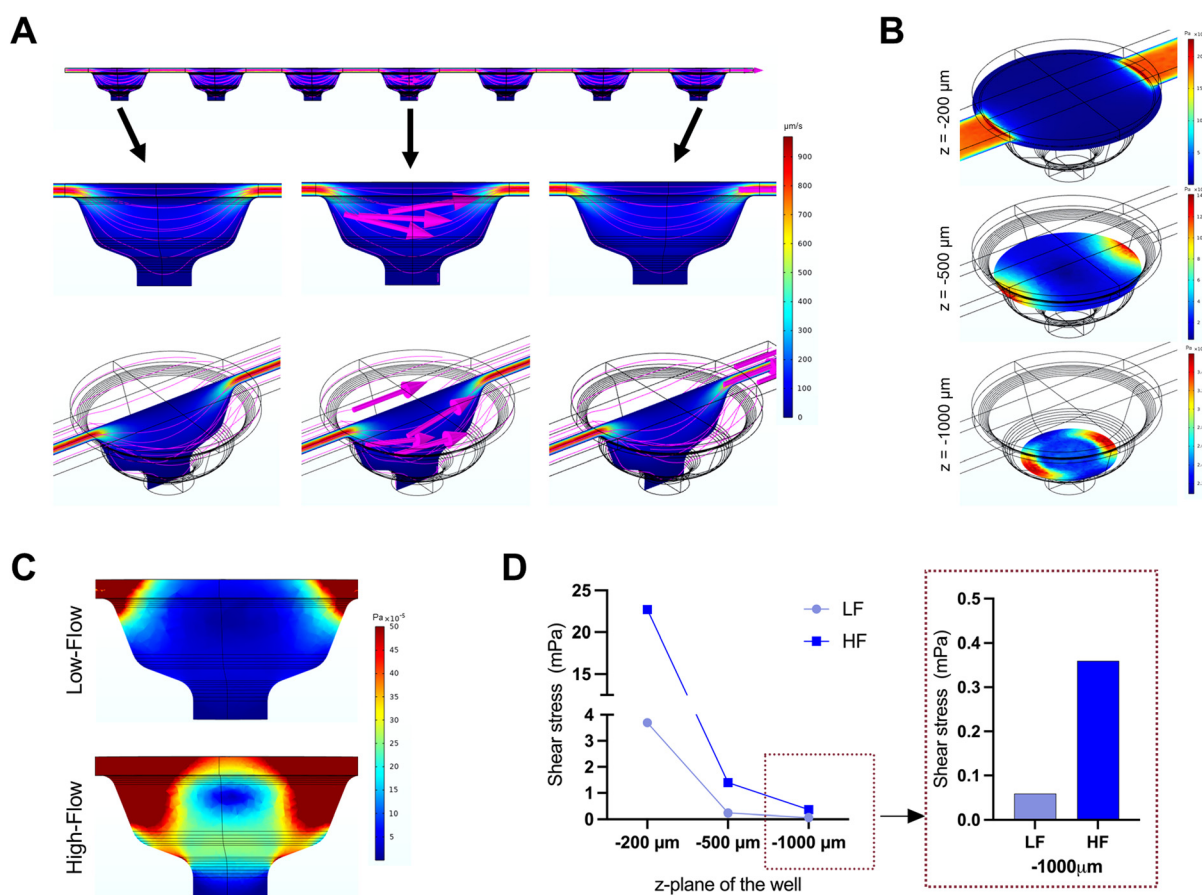 A
µm/s
900
800
700
600
500
400
300
200
100
0
B
z = -200 µm
z = -500 µm
z = -1000 µm
C
Low-Flow
High-Flow
Pa ×10⁻⁵
50
45
40
35
30
25
20
15
10
5
D
Shear stress (mPa)
25
20
15
4
3
2
1
0
-200 µm
-500 µm
-1000 µm
z-plane of the well
LF
HF
Shear stress (mPa)
0.5
0.4
0.3
0.2
0.1
0.0
LF
HF
-1000µm